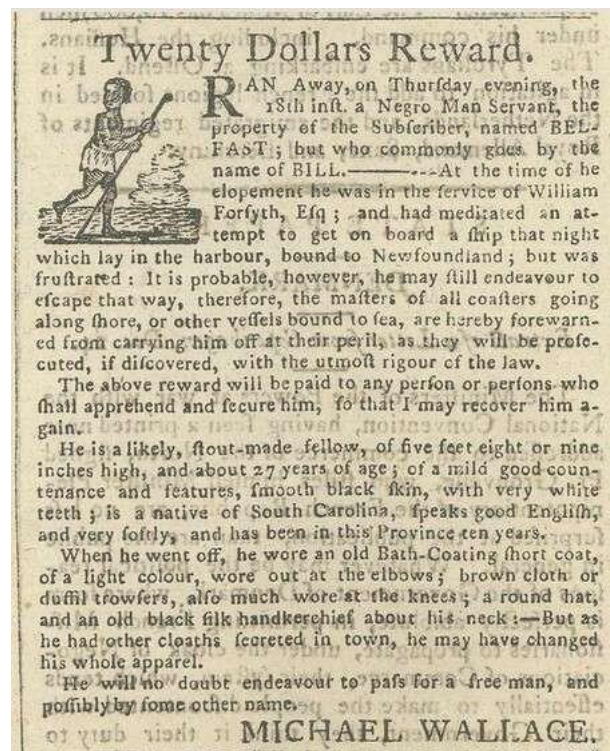 Twenty Dollars Reward.
RAN Away, on Thurſday evening, the
18th inſt. a Negro Man Servant, the
property of the Subſcriber, named BEL-
FAST ; but who commonly goes by the
name of BILL.———---At the time of he
elopement he was in the ſervice of William
Forſyth, Eſq ; and had meditated an at-
tempt to get on board a ſhip that night
which lay in the harbour, bound to Newfoundland ; but was
fruſtrated : It is probable, however, he may ſtill endeavour to
eſcape that way, therefore, the maſters of all coaſters going
along ſhore, or other veſſels bound to ſea, are hereby forewarn-
ed from carrying him off at their peril, as they will be proſe-
cuted, if diſcovered, with the utmoſt rigour of the law.
The above reward will be paid to any perſon or perſons who
ſhall apprehend and ſecure him, ſo that I may recover him a-
gain.
He is a likely, ſtout-made fellow, of five feet eight or nine
inches high, and about 27 years of age ; of a mild good coun-
tenance and features, ſmooth black ſkin, with very white
teeth ; is a native of South Carolina, ſpeaks good Engliſh,
and very ſoftly, and has been in this Province ten years.
When he went off, he wore an old Bath-Coating ſhort coat,
of a light colour, wore out at the elbows ; brown cloth or
duffil trowſers, alſo much wore at the knees ; a round hat,
and an old black ſilk handkerchief about his neck :—But as
he had other cloaths ſecreted in town, he may have changed
his whole apparel.
He will no doubt endeavour to paſs for a free man, and
poſſibly by ſome other name.
MICHAEL WALLACE.